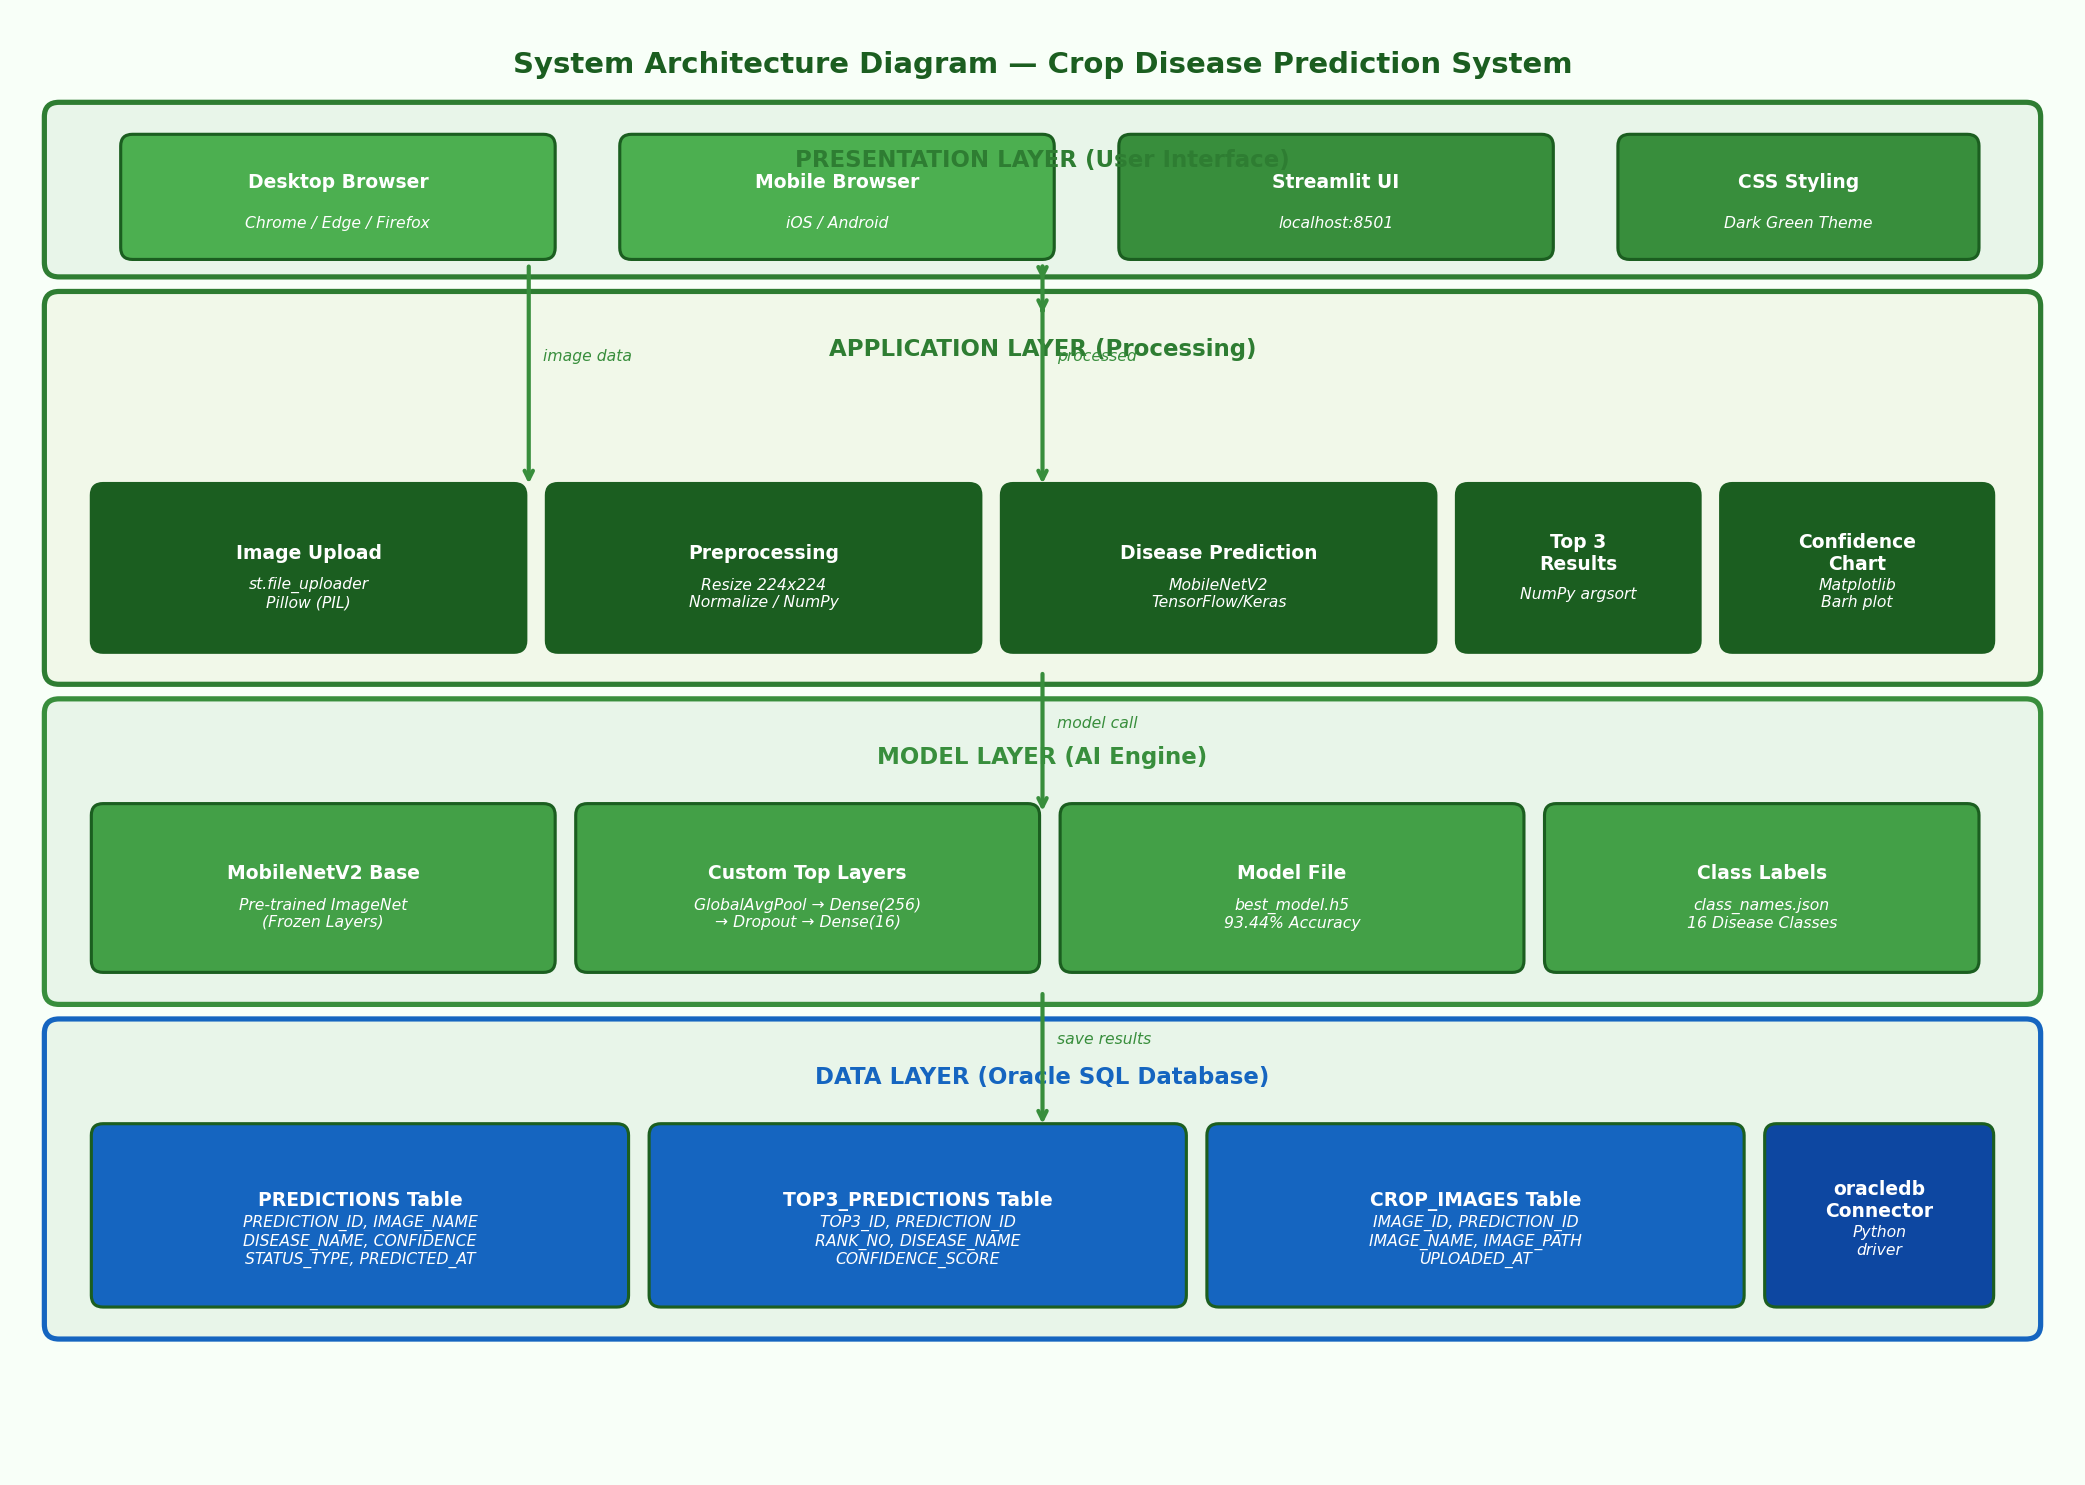 System Architecture Diagram — Crop Disease Prediction System
PRESENTATION LAYER (User Interface)
Desktop Browser
Chrome / Edge / Firefox
Mobile Browser
iOS / Android
Streamlit UI
localhost:8501
CSS Styling
Dark Green Theme
APPLICATION LAYER (Processing)
image data
processed
Image Upload
st.file_uploader
Pillow (PIL)
Preprocessing
Resize 224x224
Normalize / NumPy
Disease Prediction
MobileNetV2
TensorFlow/Keras
Top 3
Results
NumPy argsort
Confidence
Chart
Matplotlib
Barh plot
model call
MODEL LAYER (AI Engine)
MobileNetV2 Base
Pre-trained ImageNet
(Frozen Layers)
Custom Top Layers
GlobalAvgPool → Dense(256)
→ Dropout → Dense(16)
Model File
best_model.h5
93.44% Accuracy
Class Labels
class_names.json
16 Disease Classes
save results
DATA LAYER (Oracle SQL Database)
PREDICTIONS Table
PREDICTION_ID, IMAGE_NAME
DISEASE_NAME, CONFIDENCE
STATUS_TYPE, PREDICTED_AT
TOP3_PREDICTIONS Table
TOP3_ID, PREDICTION_ID
RANK_NO, DISEASE_NAME
CONFIDENCE_SCORE
CROP_IMAGES Table
IMAGE_ID, PREDICTION_ID
IMAGE_NAME, IMAGE_PATH
UPLOADED_AT
oracledb
Connector
Python
driver